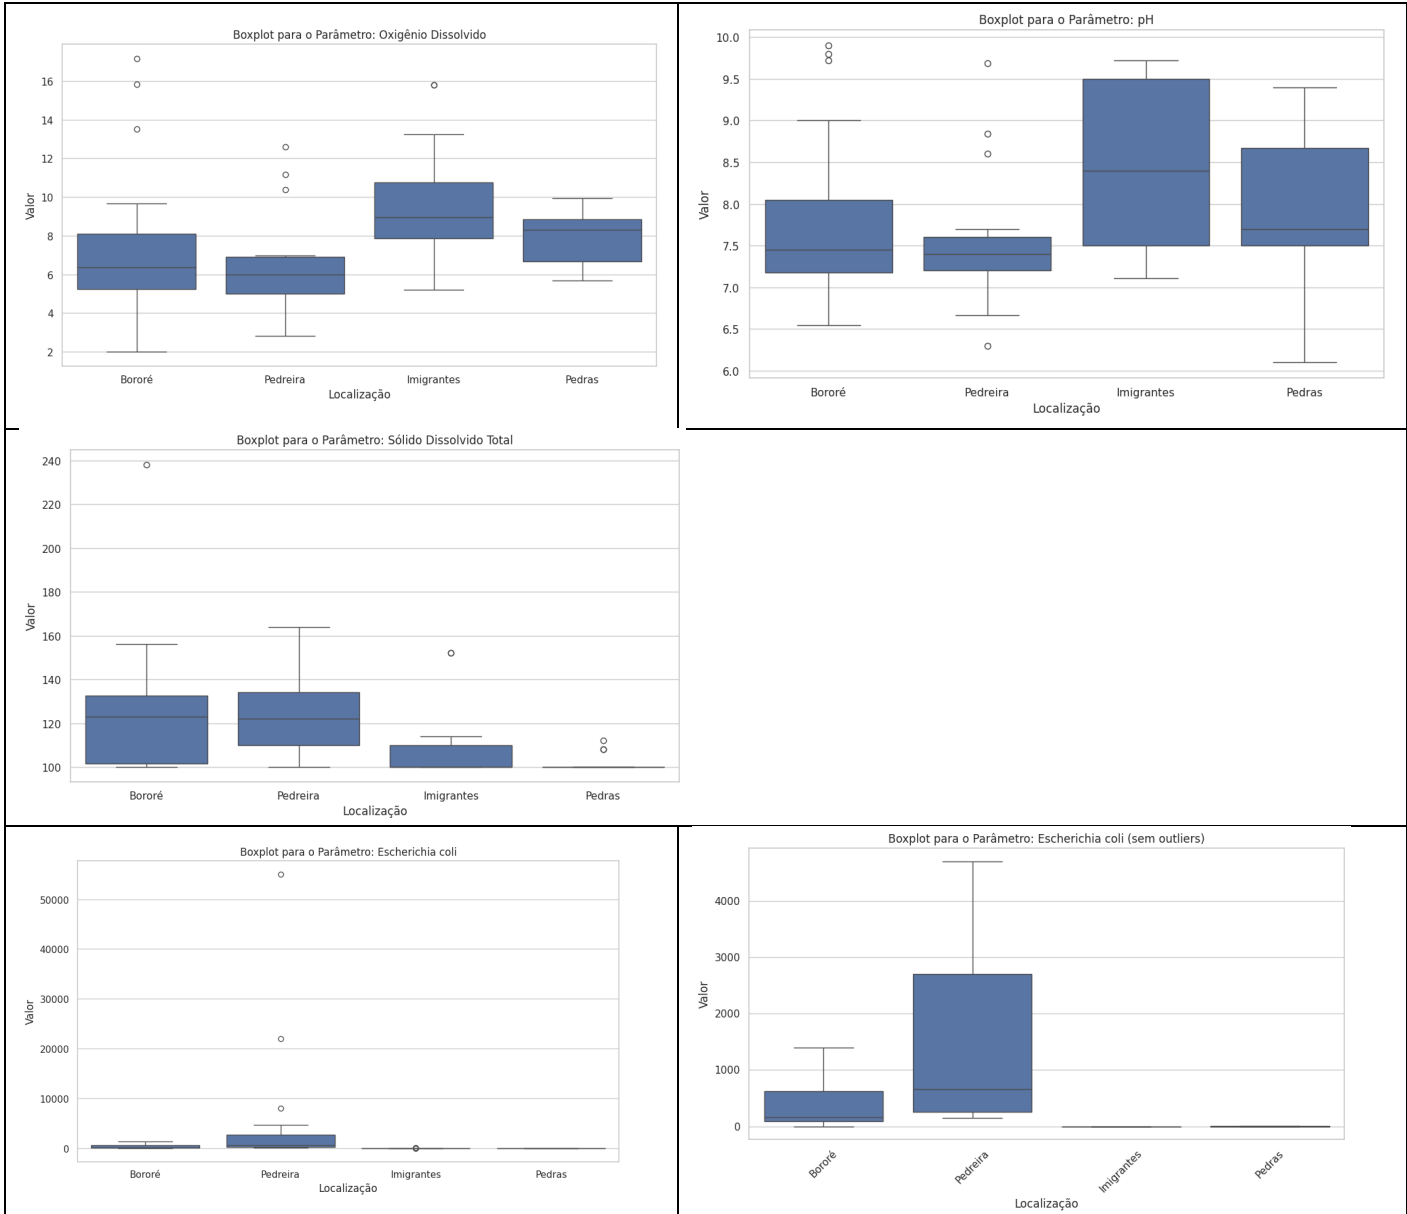 Boxplot para o Parâmetro: Oxigênio Dissolvido
Valor
16
14
12
10
8
6
4
2
Bororé Pedreira Imigrantes Pedras
Localização
Boxplot para o Parâmetro: pH
Valor
10.0
9.5
9.0
8.5
8.0
7.5
7.0
6.5
6.0
Bororé Pedreira Imigrantes Pedras
Localização
Boxplot para o Parâmetro: Sólido Dissolvido Total
Valor
240
220
200
180
160
140
120
100
Bororé Pedreira Imigrantes Pedras
Localização
Boxplot para o Parâmetro: Escherichia coli
Valor
50000
40000
30000
20000
10000
0
Bororé Pedreira Imigrantes Pedras
Localização
Boxplot para o Parâmetro: Escherichia coli (sem outliers)
Valor
4000
3000
2000
1000
0
Bororé Pedreira Imigrantes Pedras
Localização